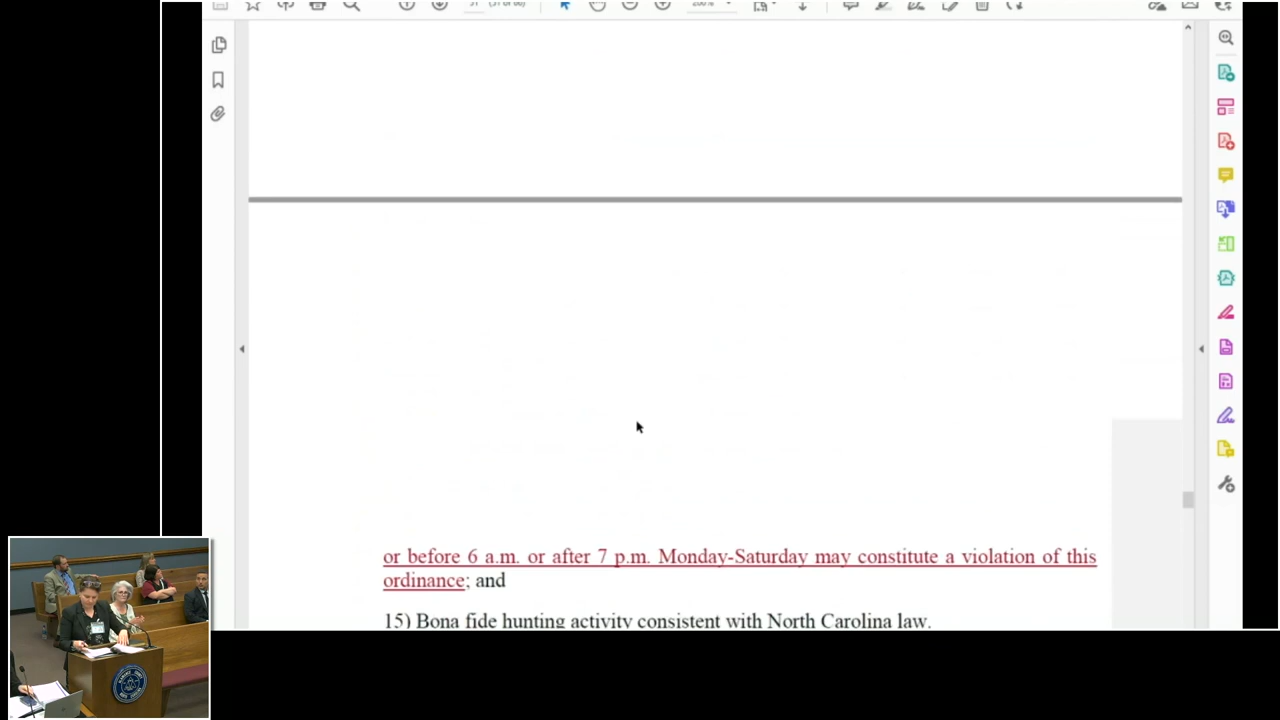 or before 6 a.m. or after 7 p.m. Monday-Saturday may constitute a violation of this
ordinance; and
15) Bona fide hunting activity consistent with North Carolina law.